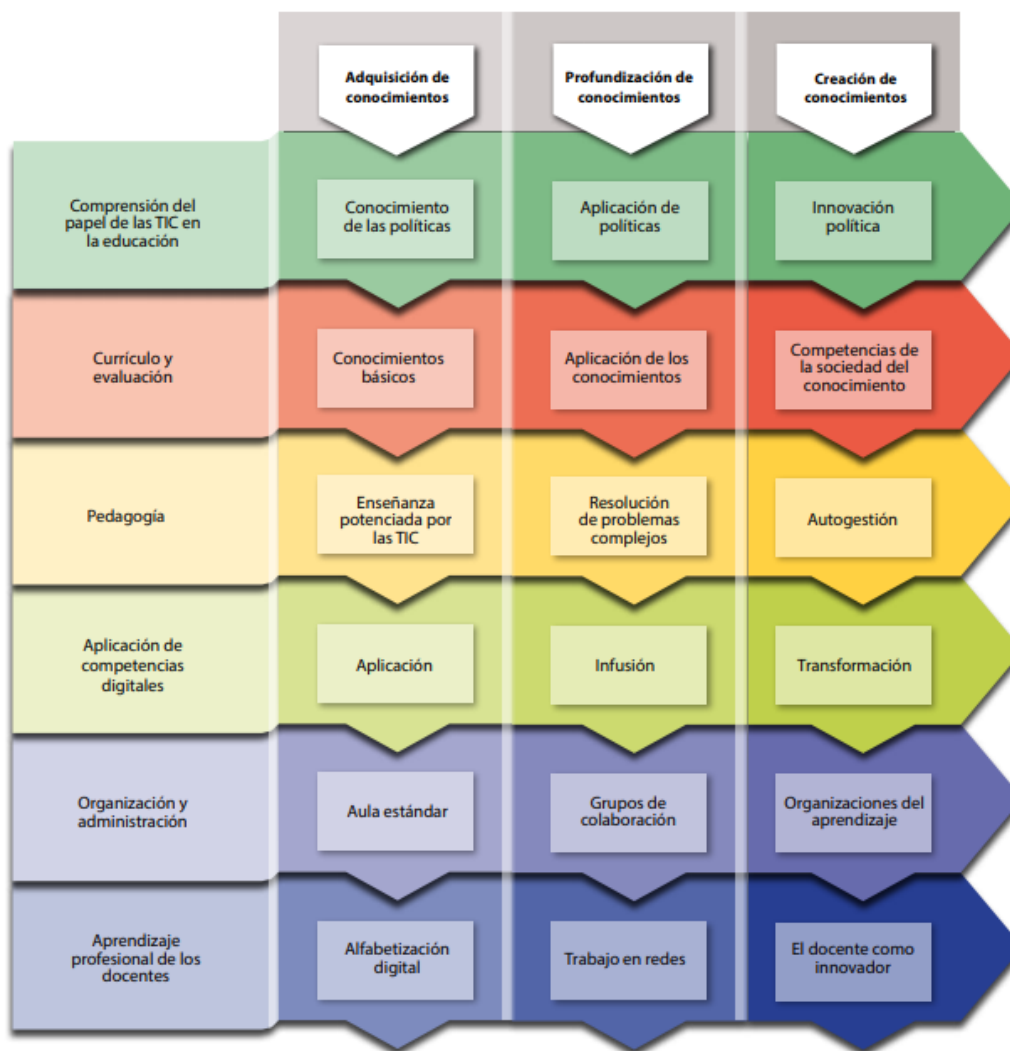 Adquisición de
conocimientos
Profundización de
conocimientos
Creación de
conocimientos
Comprensión del
papel de las TIC en
la educación
Conocimiento
de las políticas
Aplicación de
políticas
Innovación
política
Currículo y
evaluación
Conocimientos
básicos
Aplicación de los
conocimientos
Competencias de
la sociedad del
conocimiento
Pedagogía
Enseñanza
potenciada por
las TIC
Resolución
de problemas
complejos
Autogestión
Aplicación de
competencias
digitales
Aplicación
Infusión
Transformación
Organización y
administración
Aula estándar
Grupos de
colaboración
Organizaciones del
aprendizaje
Aprendizaje
profesional de los
docentes
Alfabetización
digital
Trabajo en redes
El docente como
innovador